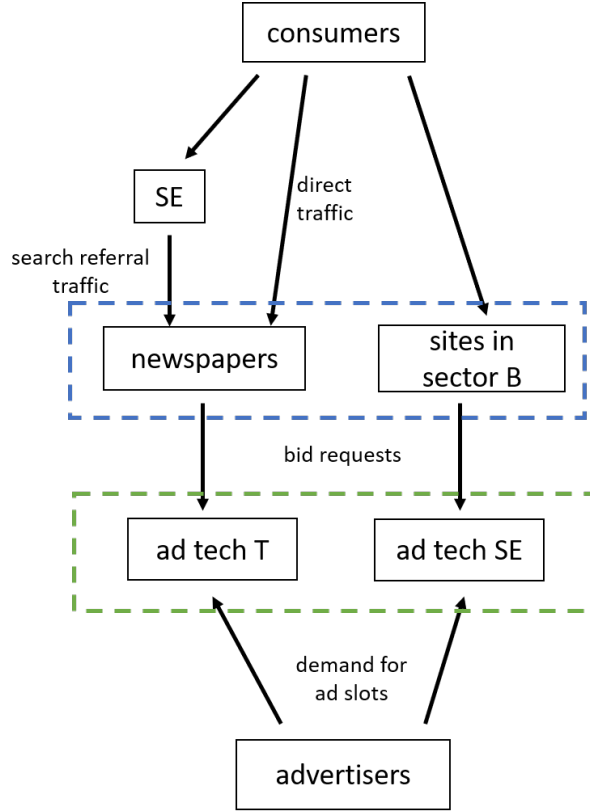 consumers
SE
direct
traffic
search referral
traffic
newspapers
sites in
sector B
bid requests
ad tech T
ad tech SE
demand for
ad slots
advertisers